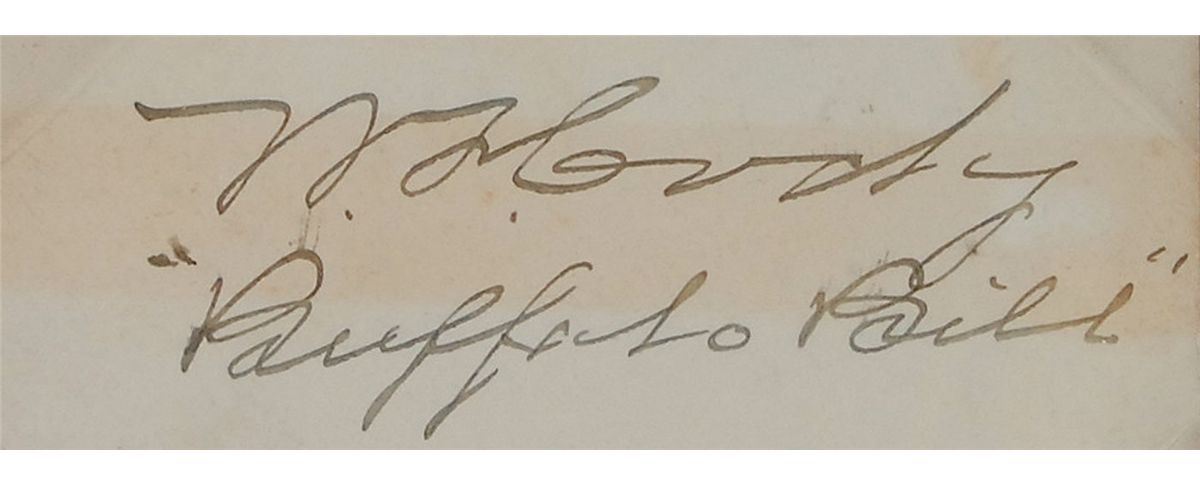 W. F. Cody
"Buffalo Bill"